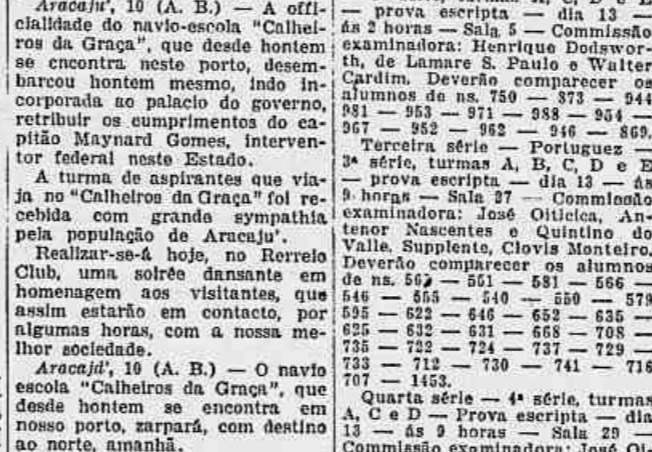 Aracajú', 10 (A. B.) — A offi-
cialidade do navio-escola "Calhei-
ros da Graça", que desde hontem
se encontra neste porto, desem-
barcou hontem mesmo, indo in-
corporada ao palacio do governo,
retribuir os cumprimentos do ca-
pitão Maynard Gomes, interven-
tor federal neste Estado.
A turma de aspirantes que via-
ja no "Calheiros da Graça" foi re-
cebida com grande sympathia
pela população de Aracaju'.
Realizar-se-á hoje, no Rerreio
Club, uma soirée dansante em
homenagem aos visitantes, que
assim estarão em contacto, por
algumas horas, com a nossa me-
lhor sociedade.
Aracajú', 10 (A. B.) — O navio
escola "Calheiros da Graça", que
desde hontem se encontra em
nosso porto, zarpará, com destino
ao norte, amanhã.
— prova escripta — dia 13 —
ás 2 horas — Sala 5 — Commissão
examinadora: Henrique Dodswor-
th, de Lamare S. Paulo e Walter
Cardim. Deverão comparecer os
alumnos de ns. 750 — 873 — 944
981 — 953 — 971 — 988 — 954 —
967 — 952 — 962 — 946 — 869.
Terceira série — Portuguez —
3ª série, turmas A, B, C, D e E
— prova escripta — dia 13 — ás
9 horas — Sala 27 — Commissão
examinadora: José Oiticica, An-
tenor Nascentes e Quintino do
Valle. Supplente, Clovis Monteiro.
Deverão comparecer os alumnos
de ns. — 551 — 581 — 566 —
546 — 555 — 540 — 550 — 579
595 — 622 — 646 — 652 — 635 —
625 — 632 — 631 — 668 — 708 —
735 — 722 — 724 — 737 — 729 —
733 — 712 — 730 — 741 — 716
707 — 1453.
Quarta série — 4ª série, turmas
A, C e D — Prova escripta — dia
13 — ás 9 horas — Sala 29 —
Commissão examinadora: José Oi-